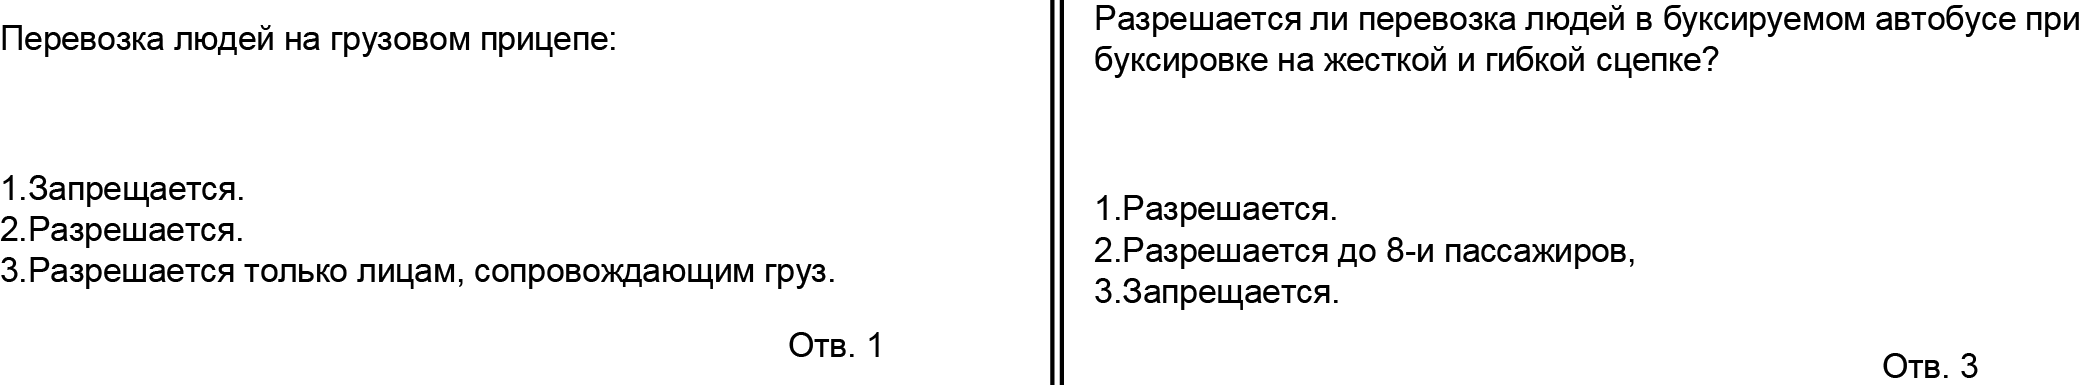 Перевозка людей на грузовом прицепе:
1.Запрещается.
2.Разрешается.
3.Разрешается только лицам, сопровождающим груз.
Отв. 1
Разрешается ли перевозка людей в буксируемом автобусе при
буксировке на жесткой и гибкой сцепке?
1.Разрешается.
2.Разрешается до 8-и пассажиров,
3.Запрещается.
Отв. 3